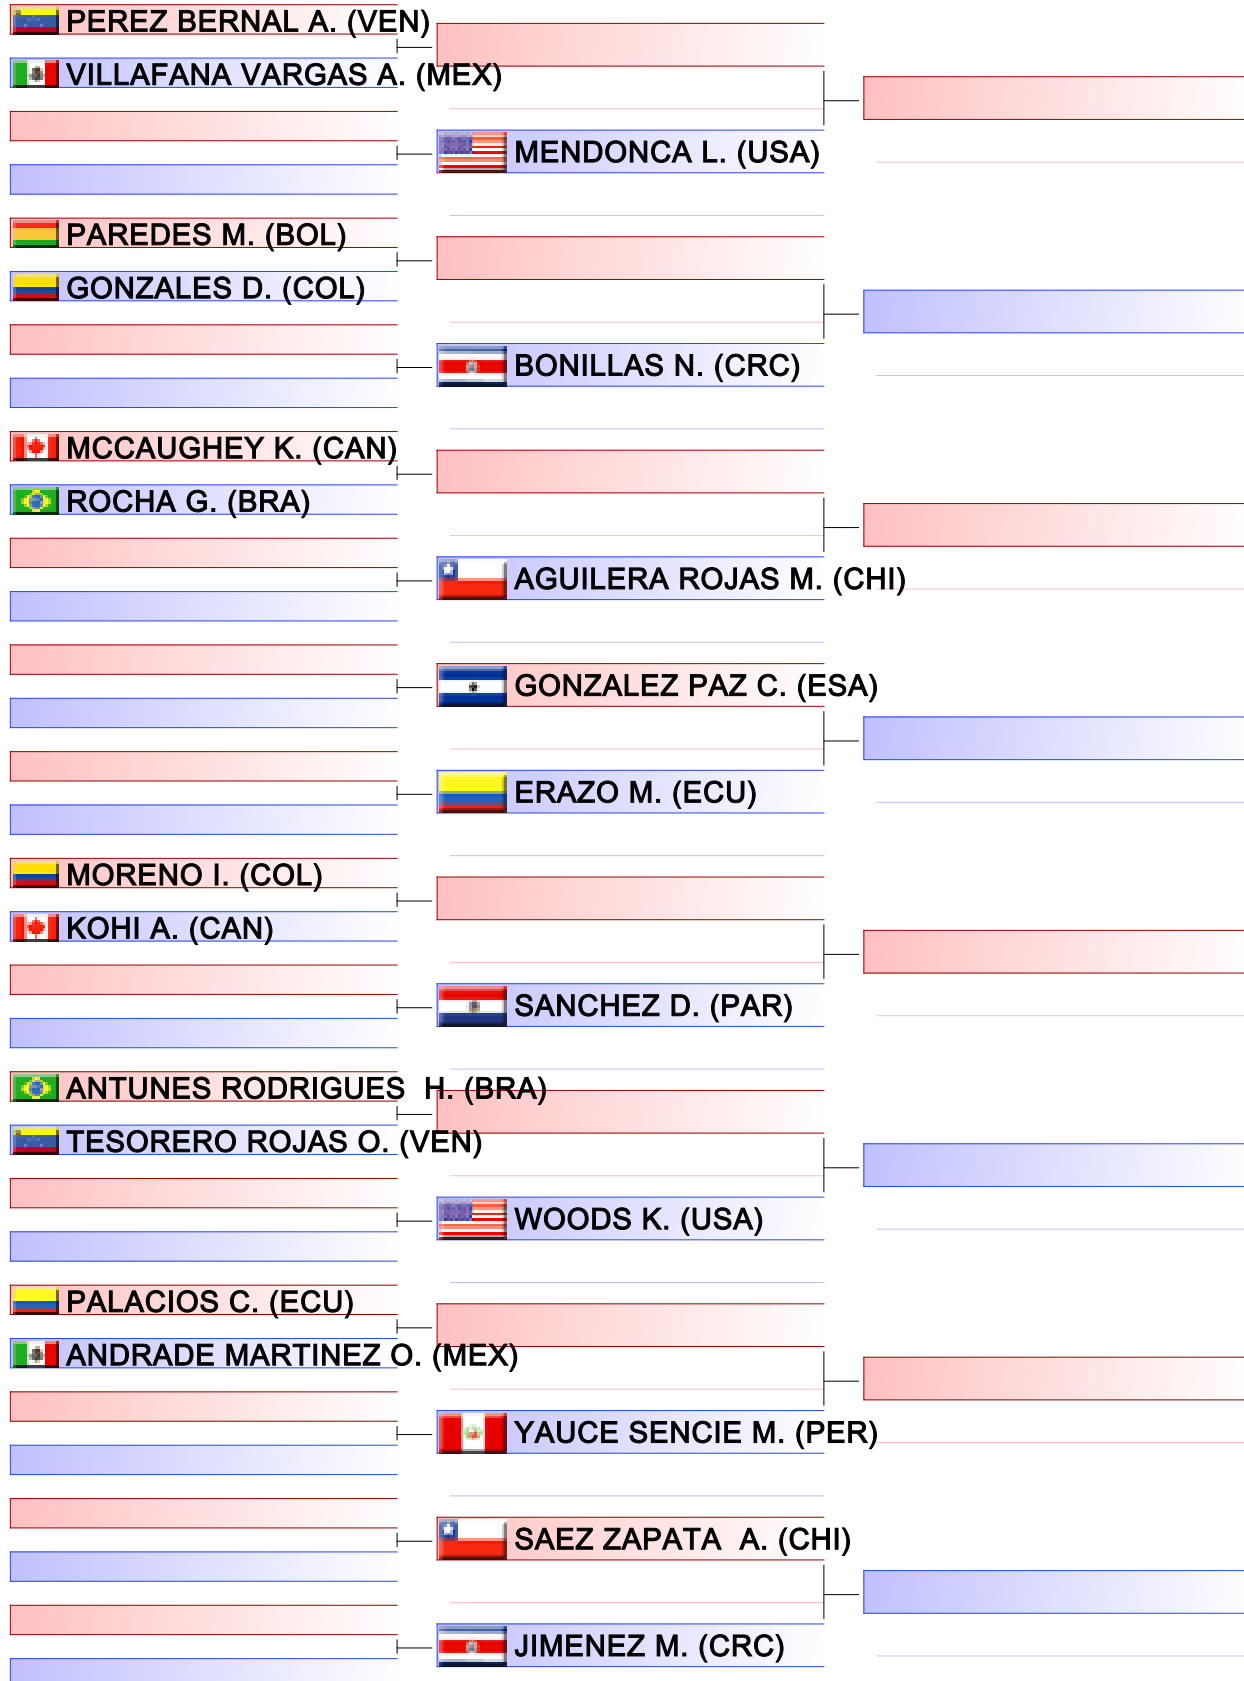 PEREZ BERNAL A. (VEN)
VILLAFANA VARGAS A. (MEX)
MENDONCA L. (USA)
PAREDES M. (BOL)
GONZALES D. (COL)
BONILLAS N. (CRC)
MCCAUGHEY K. (CAN)
ROCHA G. (BRA)
AGUILERA ROJAS M. (CHI)
GONZALEZ PAZ C. (ESA)
ERAZO M. (ECU)
MORENO I. (COL)
KOHI A. (CAN)
SANCHEZ D. (PAR)
ANTUNES RODRIGUES  H. (BRA)
TESORERO ROJAS O. (VEN)
WOODS K. (USA)
PALACIOS C. (ECU)
ANDRADE MARTINEZ O. (MEX)
YAUCE SENCIE M. (PER)
SAEZ ZAPATA  A. (CHI)
JIMENEZ M. (CRC)